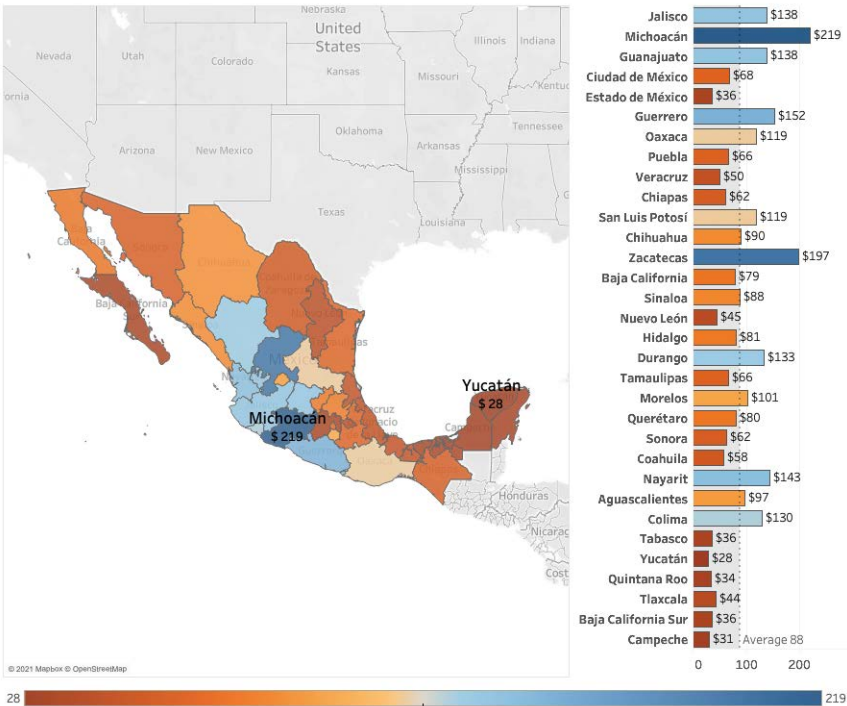 Nebraska
United
States
Illinois
Indiana
Nevada
Utah
Colorado
Kansas
Missouri
Kentuc
ornia
Oklahoma
Tennessee
Arizona
New Mexico
Arkansas
Mississippi
Texas
Louisiana
Baja
California
Sonora
Chihuahua
Baja California
Yucatán
$ 28
Michoacán
$ 219
Oaxaca
Honduras
Nicarag
Cost
© 2021 Mapbox © OpenStreetMap
Jalisco $138
Michoacán $219
Guanajuato $138
Ciudad de México $68
Estado de México $36
Guerrero $152
Oaxaca $119
Puebla $66
Veracruz $50
Chiapas $62
San Luis Potosí $119
Chihuahua $90
Zacatecas $197
Baja California $79
Sinaloa $88
Nuevo León $45
Hidalgo $81
Durango $133
Tamaulipas $66
Morelos $101
Querétaro $80
Sonora $62
Coahuila $58
Nayarit $143
Aguascalientes $97
Colima $130
Tabasco $36
Yucatán $28
Quintana Roo $34
Tlaxcala $44
Baja California Sur $36
Campeche $31 Average 88
0 100 200
28 219